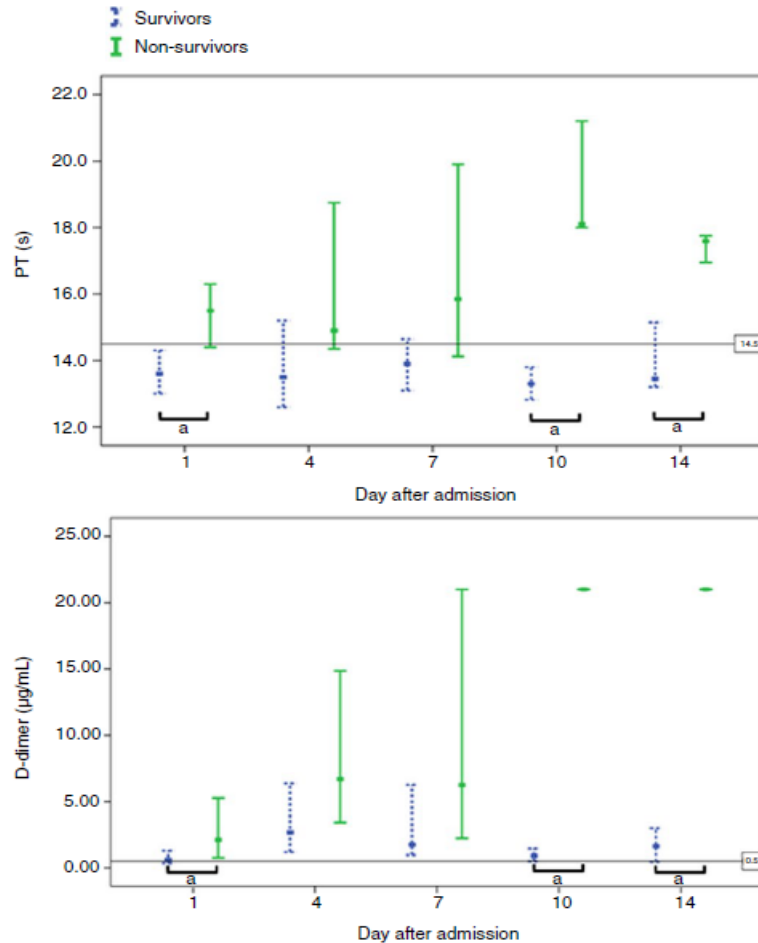 Survivors
Non-survivors
22.0
20.0
18.0
16.0
14.0
12.0
PT (s)
14.5
a a a
1 4 7 10 14
Day after admission
25.00
20.00
15.00
10.00
5.00
0.00
D-dimer (µg/mL)
0.5
a a a
1 4 7 10 14
Day after admission